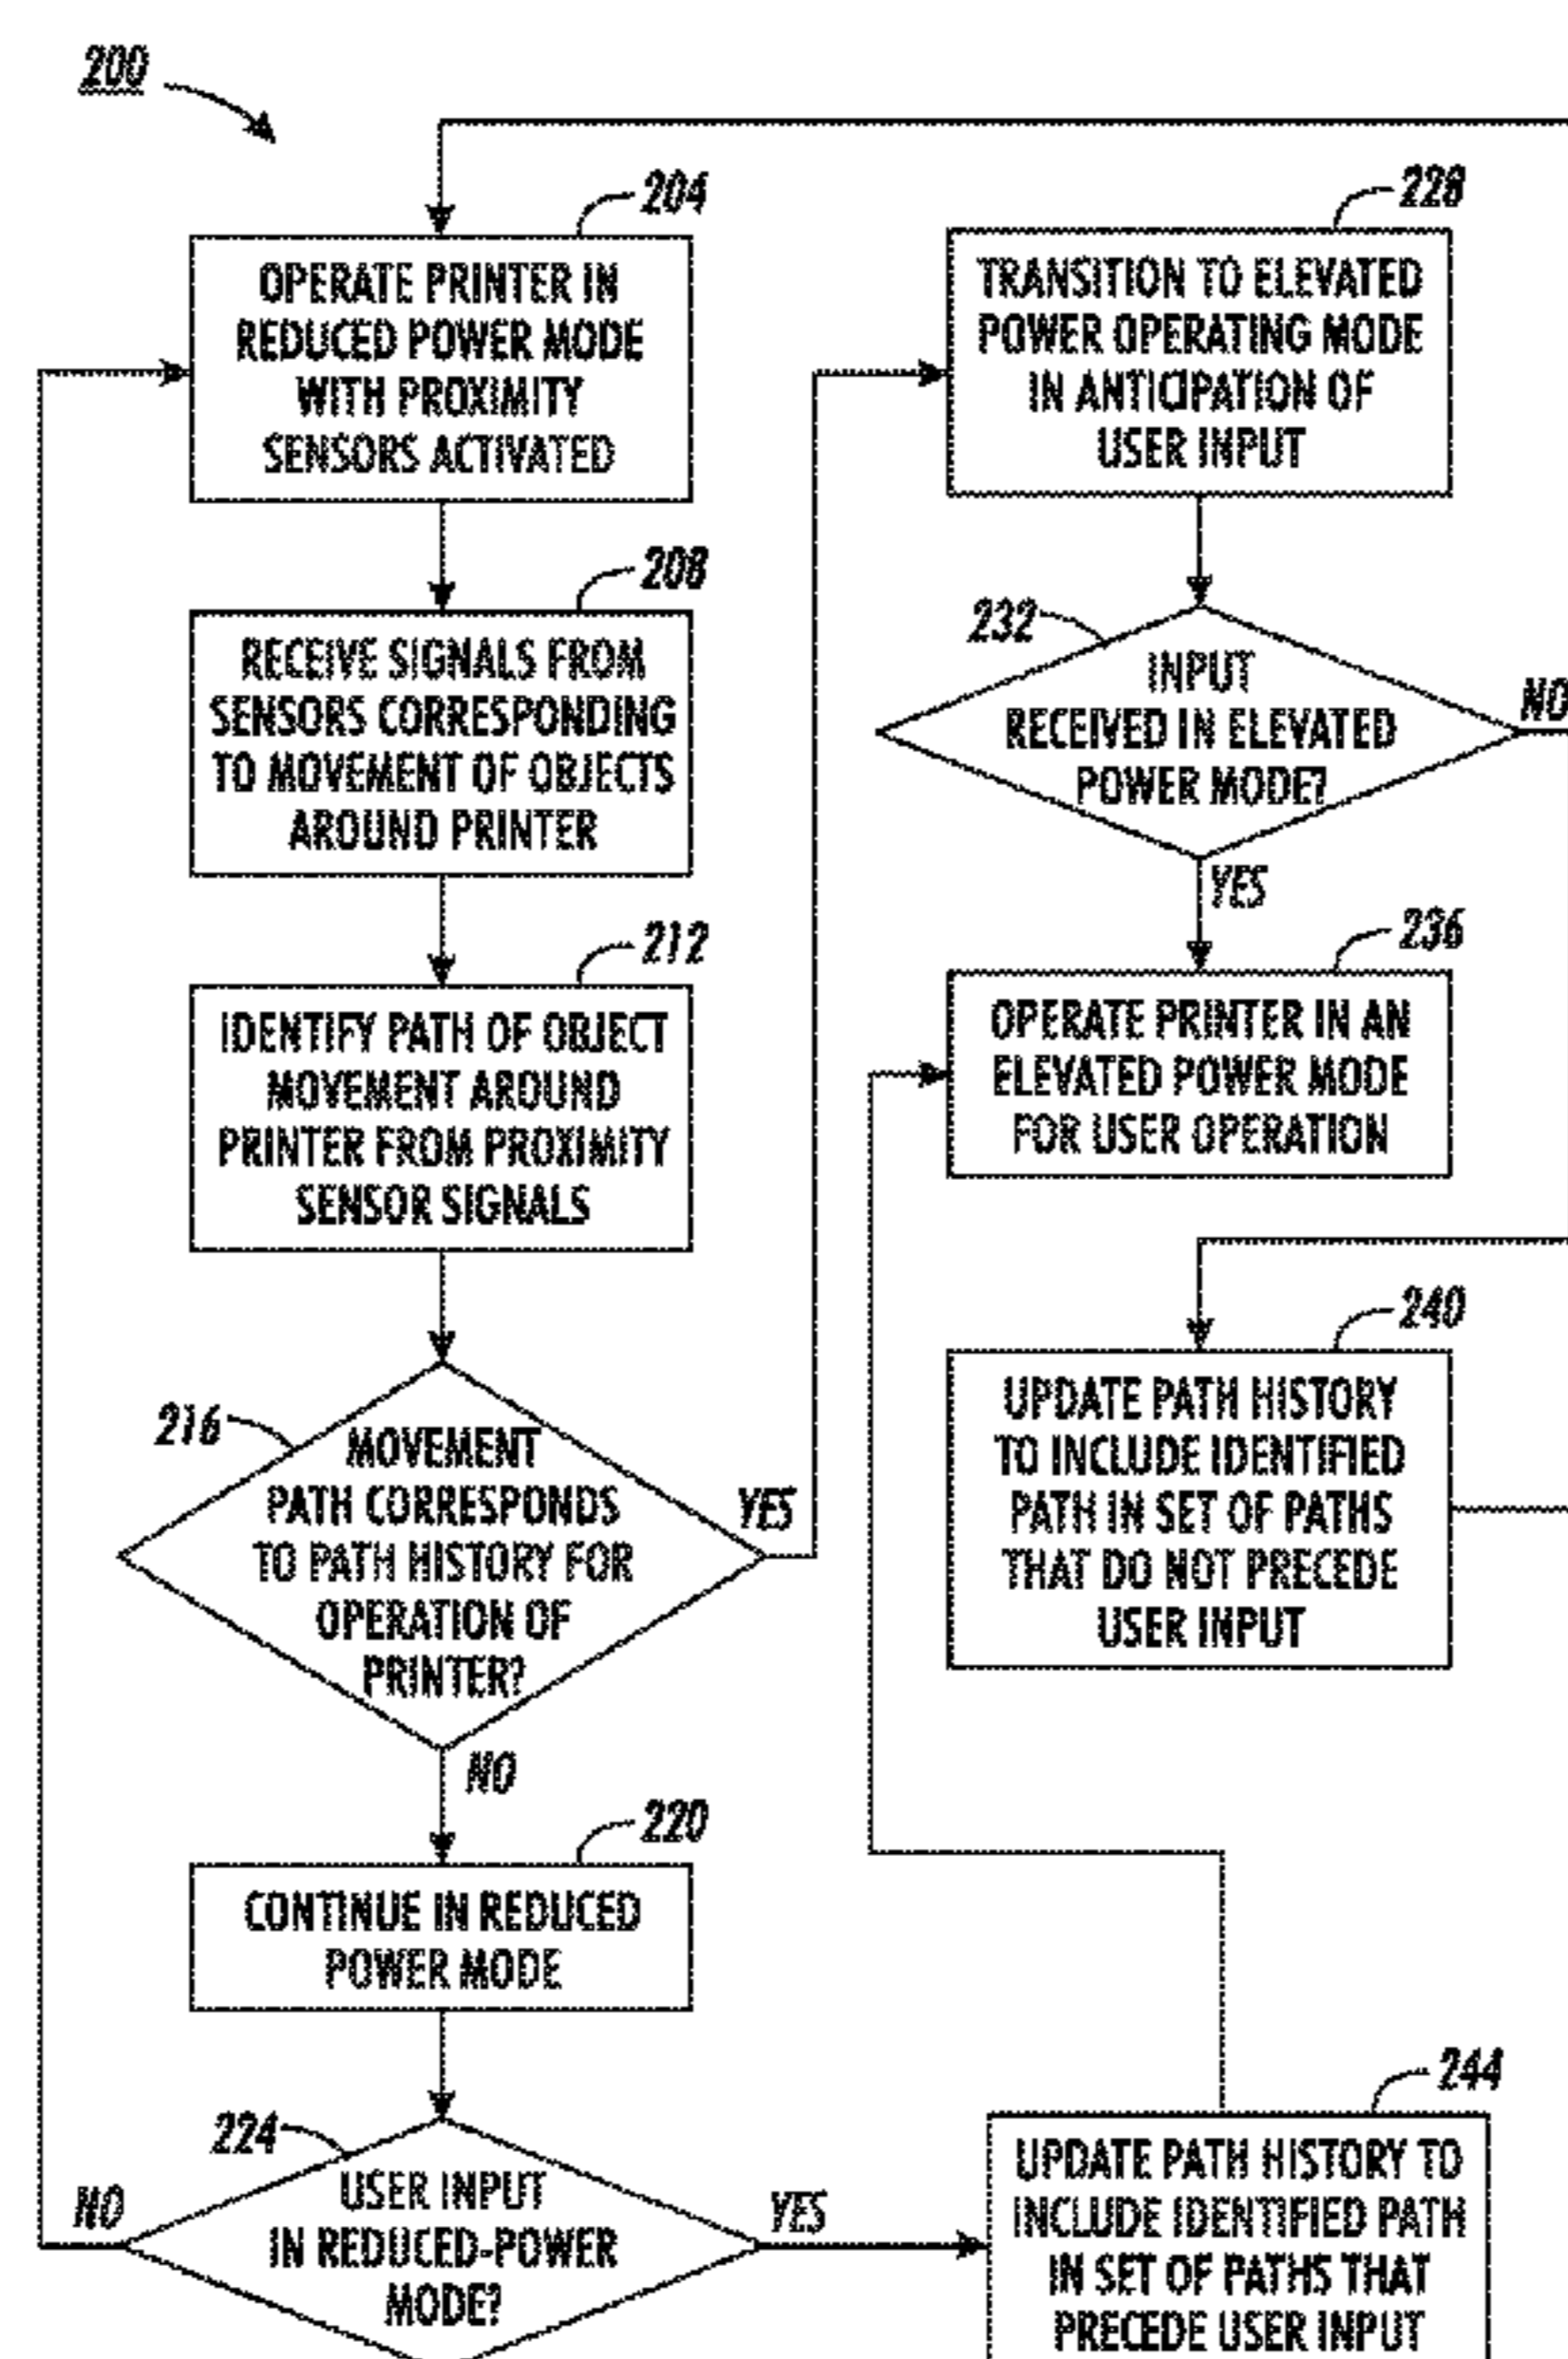 200
204
OPERATE PRINTER IN
REDUCED POWER MODE
WITH PROXIMITY
SENSORS ACTIVATED
208
RECEIVE SIGNALS FROM
SENSORS CORRESPONDING
TO MOVEMENT OF OBJECTS
AROUND PRINTER
212
IDENTIFY PATH OF OBJECT
MOVEMENT AROUND
PRINTER FROM PROXIMITY
SENSOR SIGNALS
216
MOVEMENT
PATH CORRESPONDS
TO PATH HISTORY FOR
OPERATION OF
PRINTER?
YES
NO
220
CONTINUE IN REDUCED
POWER MODE
224
USER INPUT
IN REDUCED-POWER
MODE?
NO
YES
228
TRANSITION TO ELEVATED
POWER OPERATING MODE
IN ANTICIPATION OF
USER INPUT
232
INPUT
RECEIVED IN ELEVATED
POWER MODE?
NO
YES
236
OPERATE PRINTER IN AN
ELEVATED POWER MODE
FOR USER OPERATION
240
UPDATE PATH HISTORY
TO INCLUDE IDENTIFIED
PATH IN SET OF PATHS
THAT DO NOT PRECEDE
USER INPUT
244
UPDATE PATH HISTORY TO
INCLUDE IDENTIFIED PATH
IN SET OF PATHS THAT
PRECEDE USER INPUT